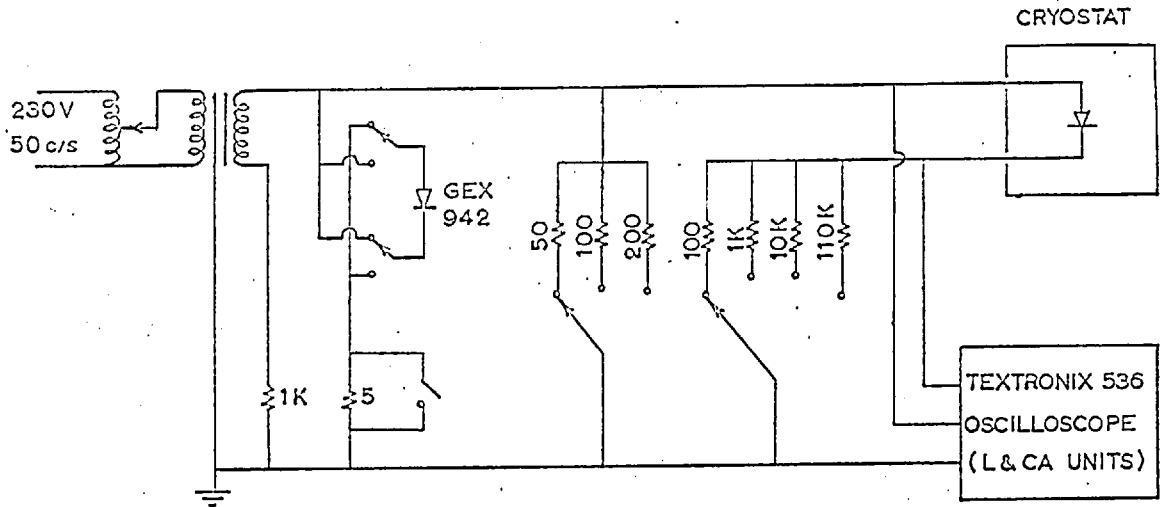 CRYOSTAT
230V
50 c/s
GEX
942
50
100
200
100
1K
10K
110K
1K
5
TEXTRONIX 536
OSCILLOSCOPE
(L & CA UNITS)